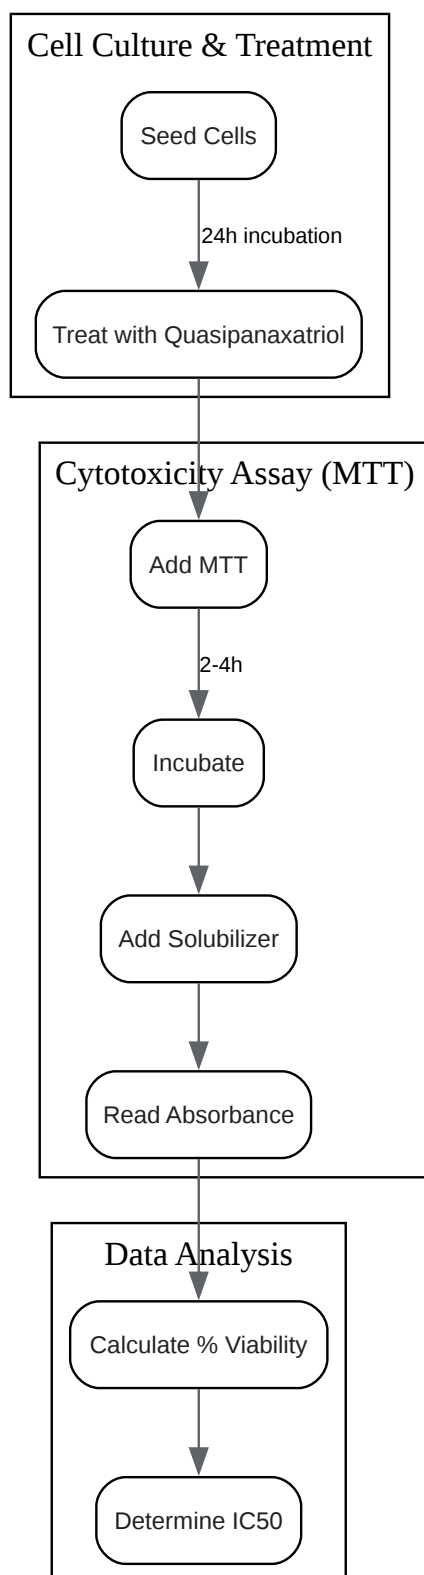 Cell Culture & Treatment
Seed Cells
24h incubation
Treat with Quasipanaxatriol
Cytotoxicity Assay (MTT)
Add MTT
2-4h
Incubate
Add Solubilizer
Read Absorbance
Data Analysis
Calculate % Viability
Determine IC50